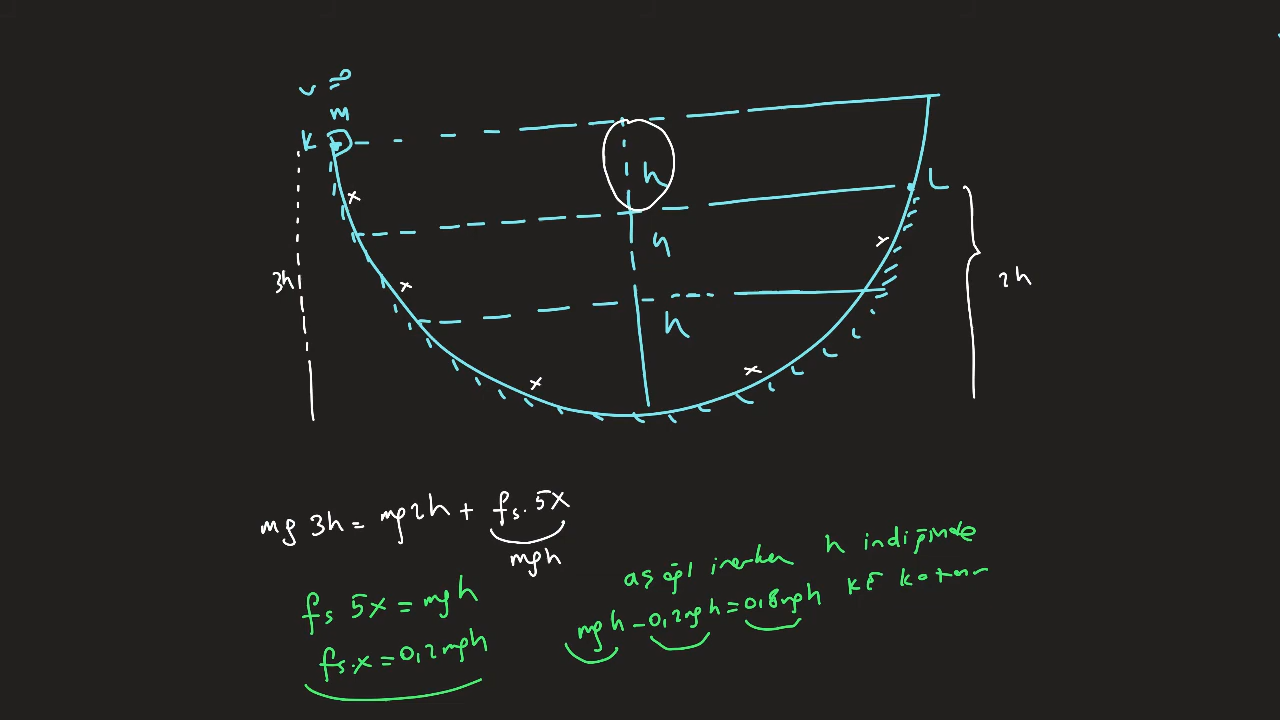 v = 0
m
K
x
h
L
h
x
3h
x
2h
h
x
x
mg 3h = mg2h + fs. 5x
mgh
aşağı inerken h indiğinde
fs 5x = mgh
mgh - 0,2mgh = 0,8mgh KE
fs.x = 0,2mgh